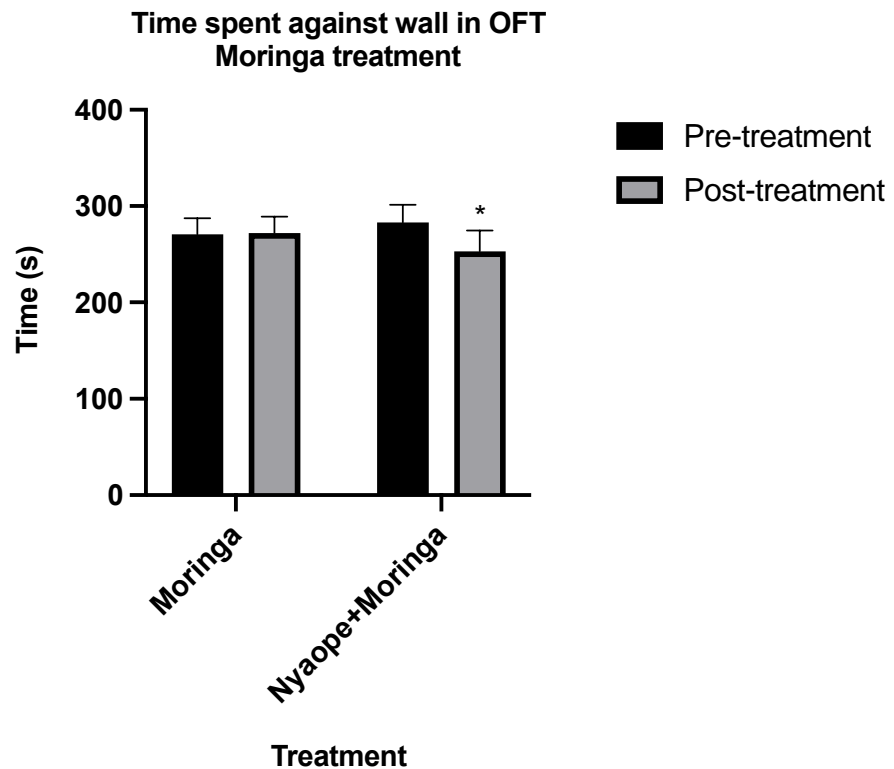 Time spent against wall in OFT
Moringa treatment
400
300
200
100
0
Time (s)
*
Pre-treatment
Post-treatment
Moringa
Nyaope+Moringa
Treatment